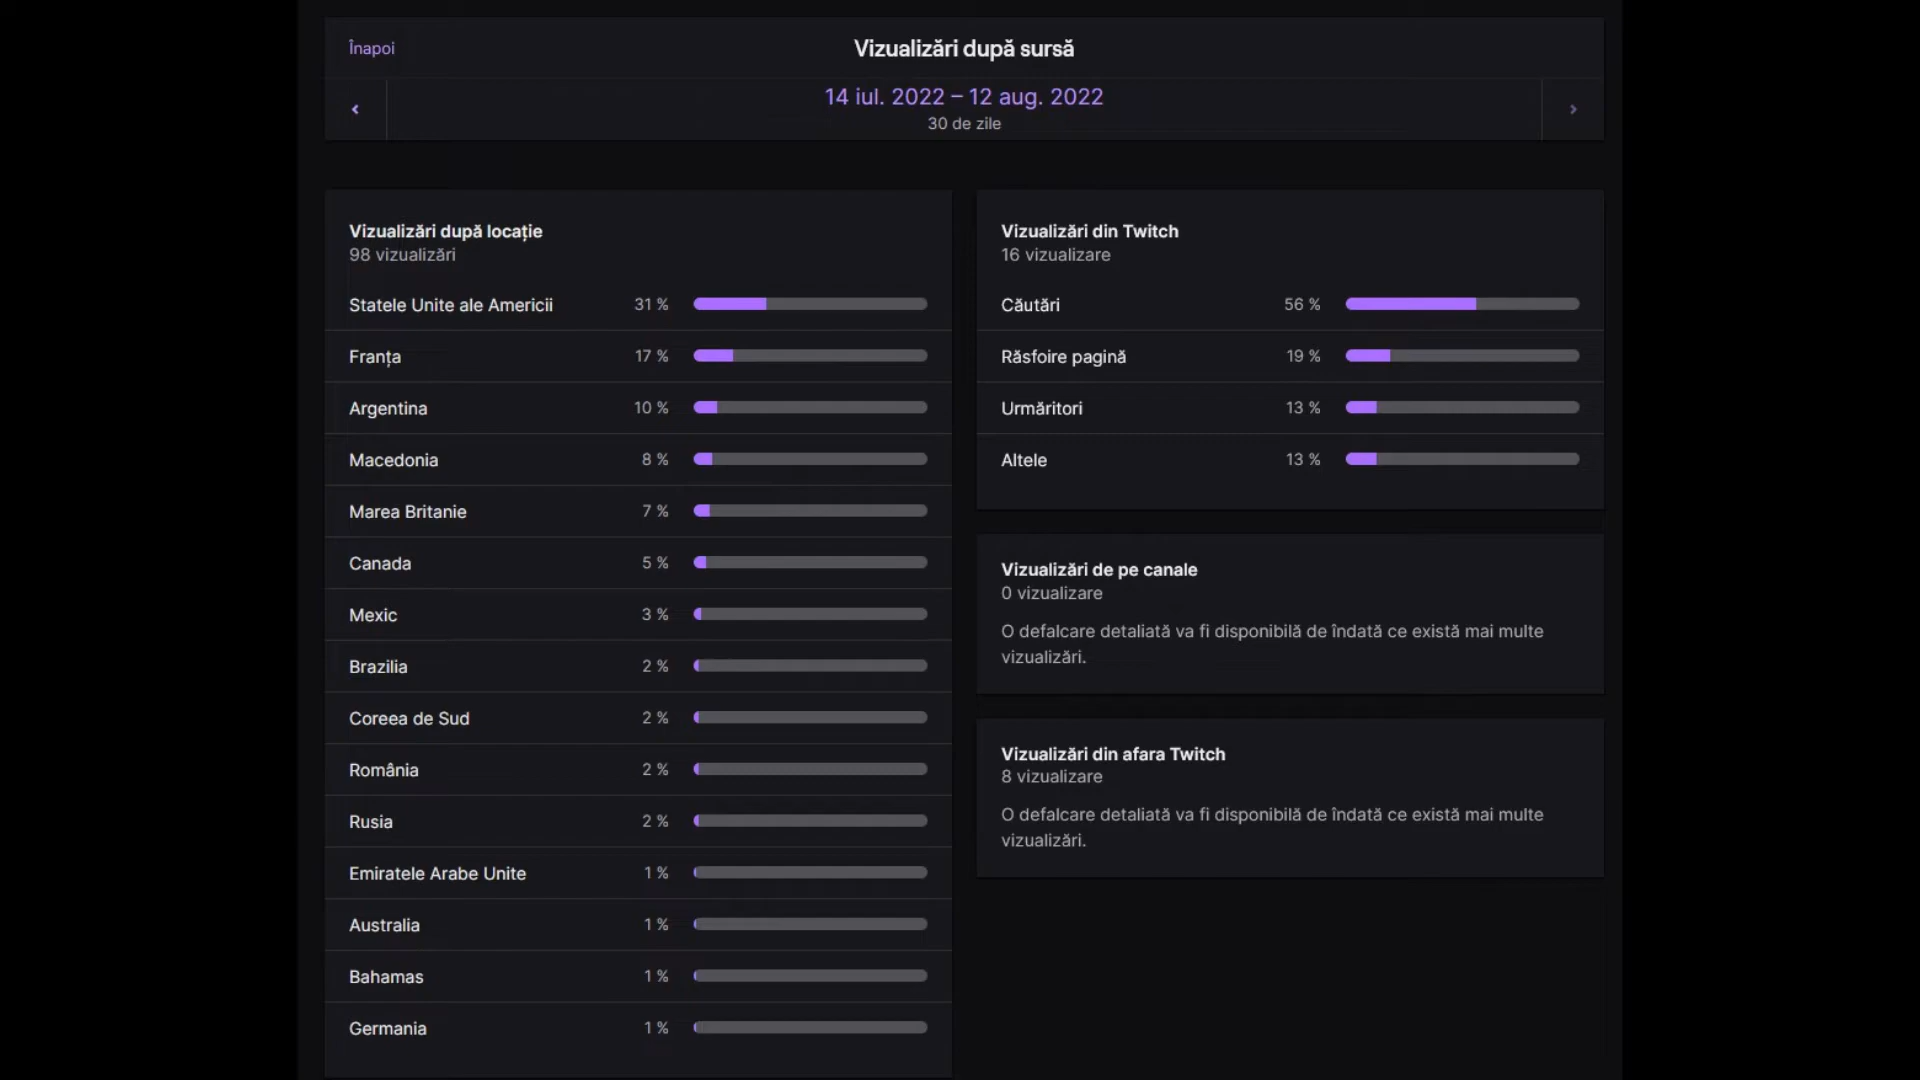 Înapoi
Vizualizări după sursă
14 iul. 2022 – 12 aug. 2022
30 de zile
Vizualizări după locație
98 vizualizări
Statele Unite ale Americii 31 %
Franța 17 %
Argentina 10 %
Macedonia 8 %
Marea Britanie 7 %
Canada 5 %
Mexic 3 %
Brazilia 2 %
Coreea de Sud 2 %
România 2 %
Rusia 2 %
Emiratele Arabe Unite 1 %
Australia 1 %
Bahamas 1 %
Germania 1 %
Vizualizări din Twitch
16 vizualizare
Căutări 56 %
Răsfoire pagină 19 %
Urmăritori 13 %
Altele 13 %
Vizualizări de pe canale
0 vizualizare
O defalcare detaliată va fi disponibilă de îndată ce există mai multe
vizualizări.
Vizualizări din afara Twitch
8 vizualizare
O defalcare detaliată va fi disponibilă de îndată ce există mai multe
vizualizări.